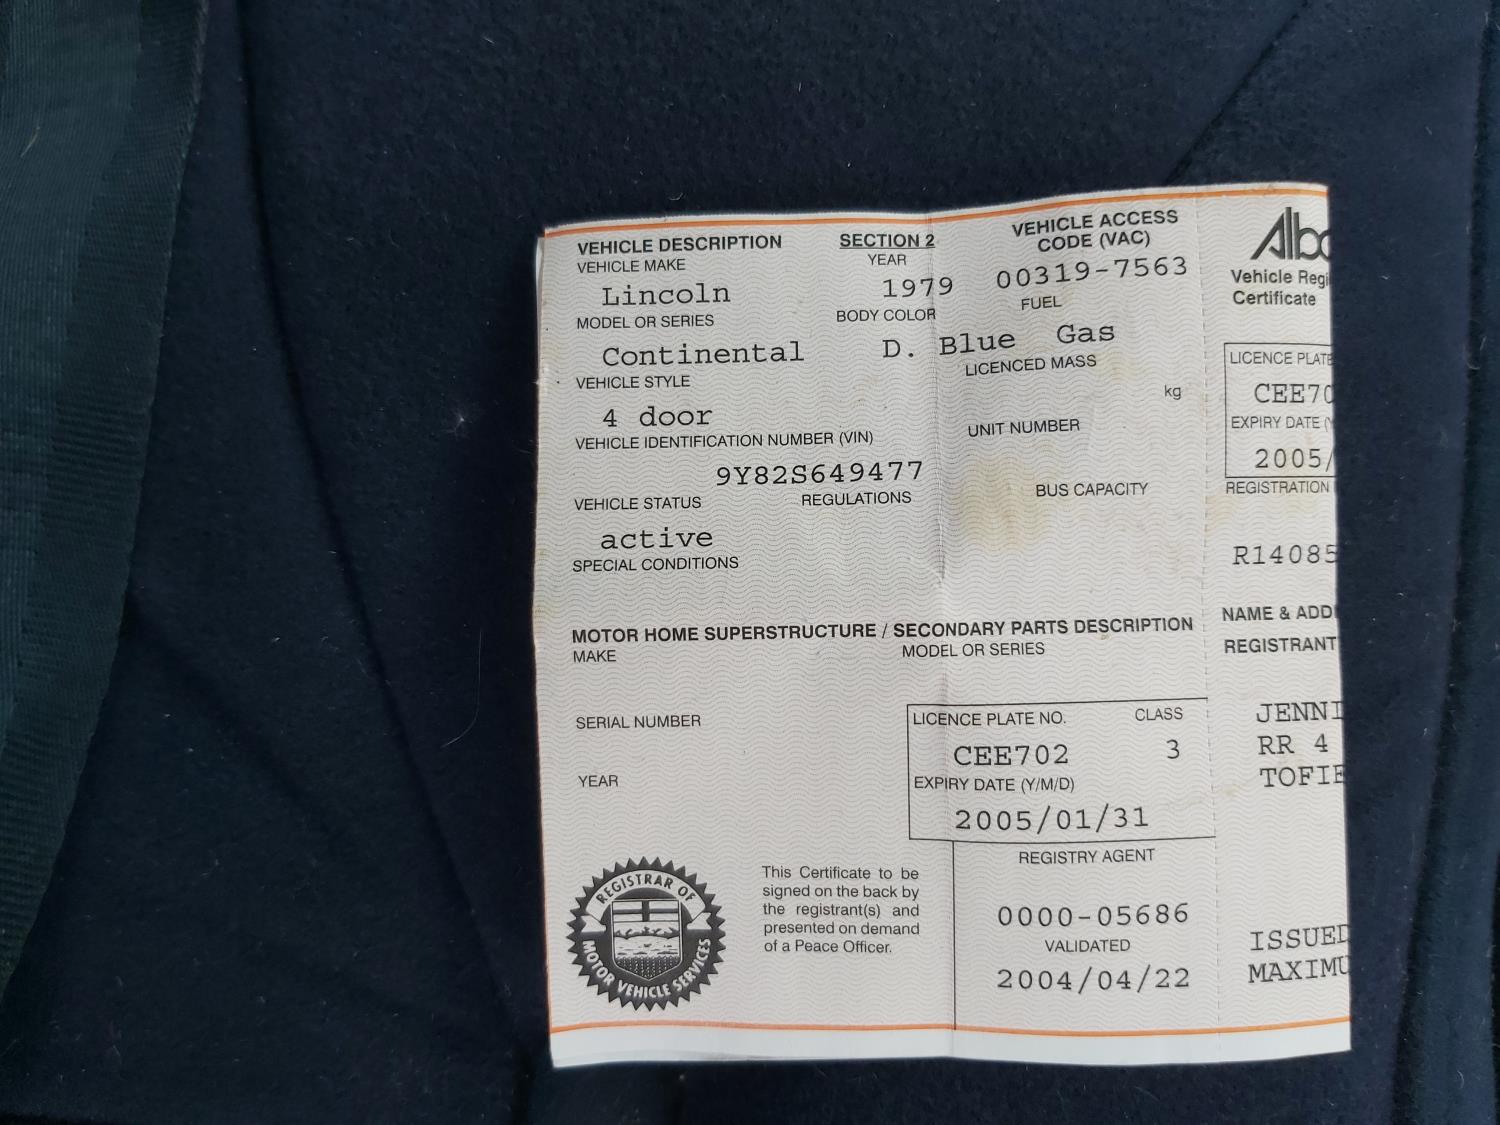 VEHICLE DESCRIPTION SECTION 2 VEHICLE ACCESS CODE (VAC)
VEHICLE MAKE YEAR
Lincoln 1979 00319-7563
MODEL OR SERIES BODY COLOR FUEL
Continental D. Blue Gas
VEHICLE STYLE LICENCED MASS
4 door kg
VEHICLE IDENTIFICATION NUMBER (VIN) UNIT NUMBER
9Y82S649477
VEHICLE STATUS REGULATIONS BUS CAPACITY
active
SPECIAL CONDITIONS
MOTOR HOME SUPERSTRUCTURE / SECONDARY PARTS DESCRIPTION
MAKE MODEL OR SERIES
SERIAL NUMBER
YEAR
LICENCE PLATE NO. CLASS
CEE702 3
EXPIRY DATE (Y/M/D)
2005/01/31
REGISTRAR OF MOTOR VEHICLE SERVICES
This Certificate to be
signed on the back by
the registrant(s) and
presented on demand
of a Peace Officer.
REGISTRY AGENT
0000-05686
VALIDATED
2004/04/22
Vehicle Regi
Certificate
LICENCE PLATE
CEE70
EXPIRY DATE (
2005/
REGISTRATION
R14085
NAME & ADD
REGISTRANT
JENNI
RR 4
TOFIE
ISSUED
MAXIMU